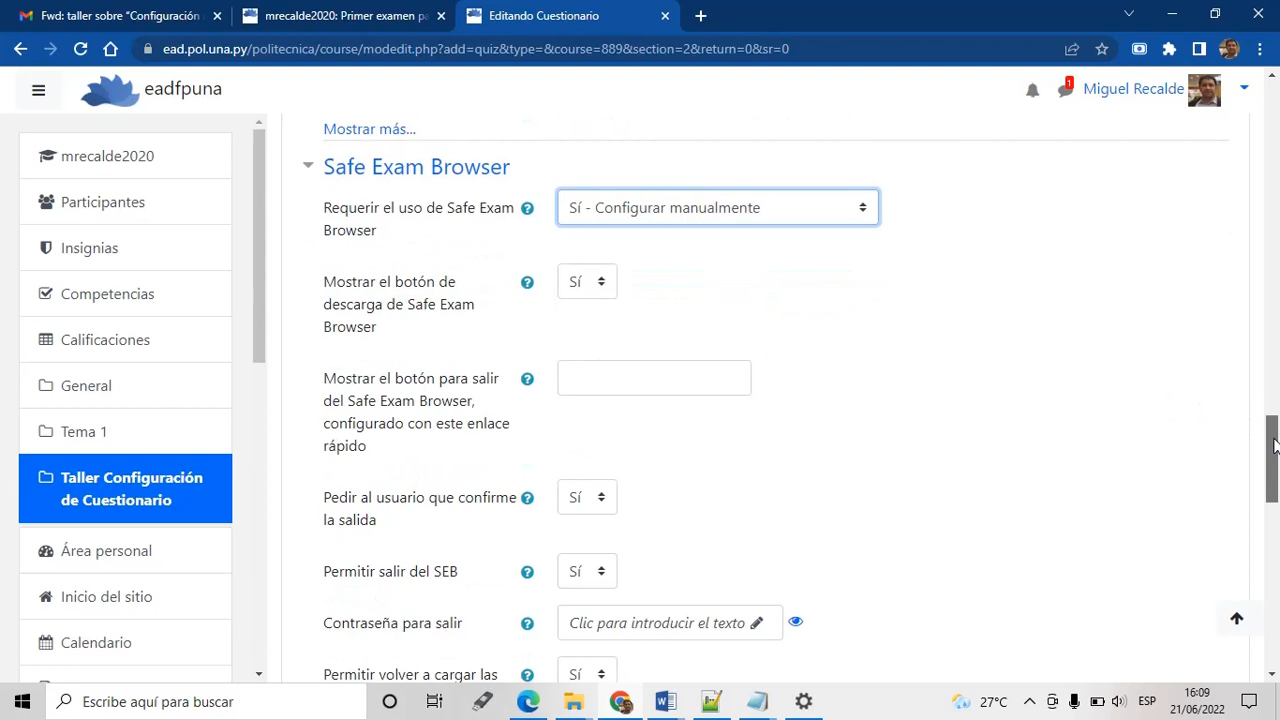 Fwd: taller sobre "Configuración
mrecalde2020: Primer examen pa
Editando Cuestionario
ead.pol.una.py/politecnica/course/modedit.php?add=quiz&type=&course=889&section=2&return=0&sr=0
eadfpuna
1
Miguel Recalde
mrecalde2020
Participantes
Insignias
Competencias
Calificaciones
General
Tema 1
Taller Configuración
de Cuestionario
Área personal
Inicio del sitio
Calendario
Mostrar más...
Safe Exam Browser
Requerir el uso de Safe Exam
Browser
Sí - Configurar manualmente
Mostrar el botón de
descarga de Safe Exam
Browser
Sí
Mostrar el botón para salir
del Safe Exam Browser,
configurado con este enlace
rápido
Pedir al usuario que confirme
la salida
Sí
Permitir salir del SEB
Sí
Contraseña para salir
Clic para introducir el texto
Permitir volver a cargar las
Sí
Escribe aquí para buscar
27°C
ESP
16:09
21/06/2022